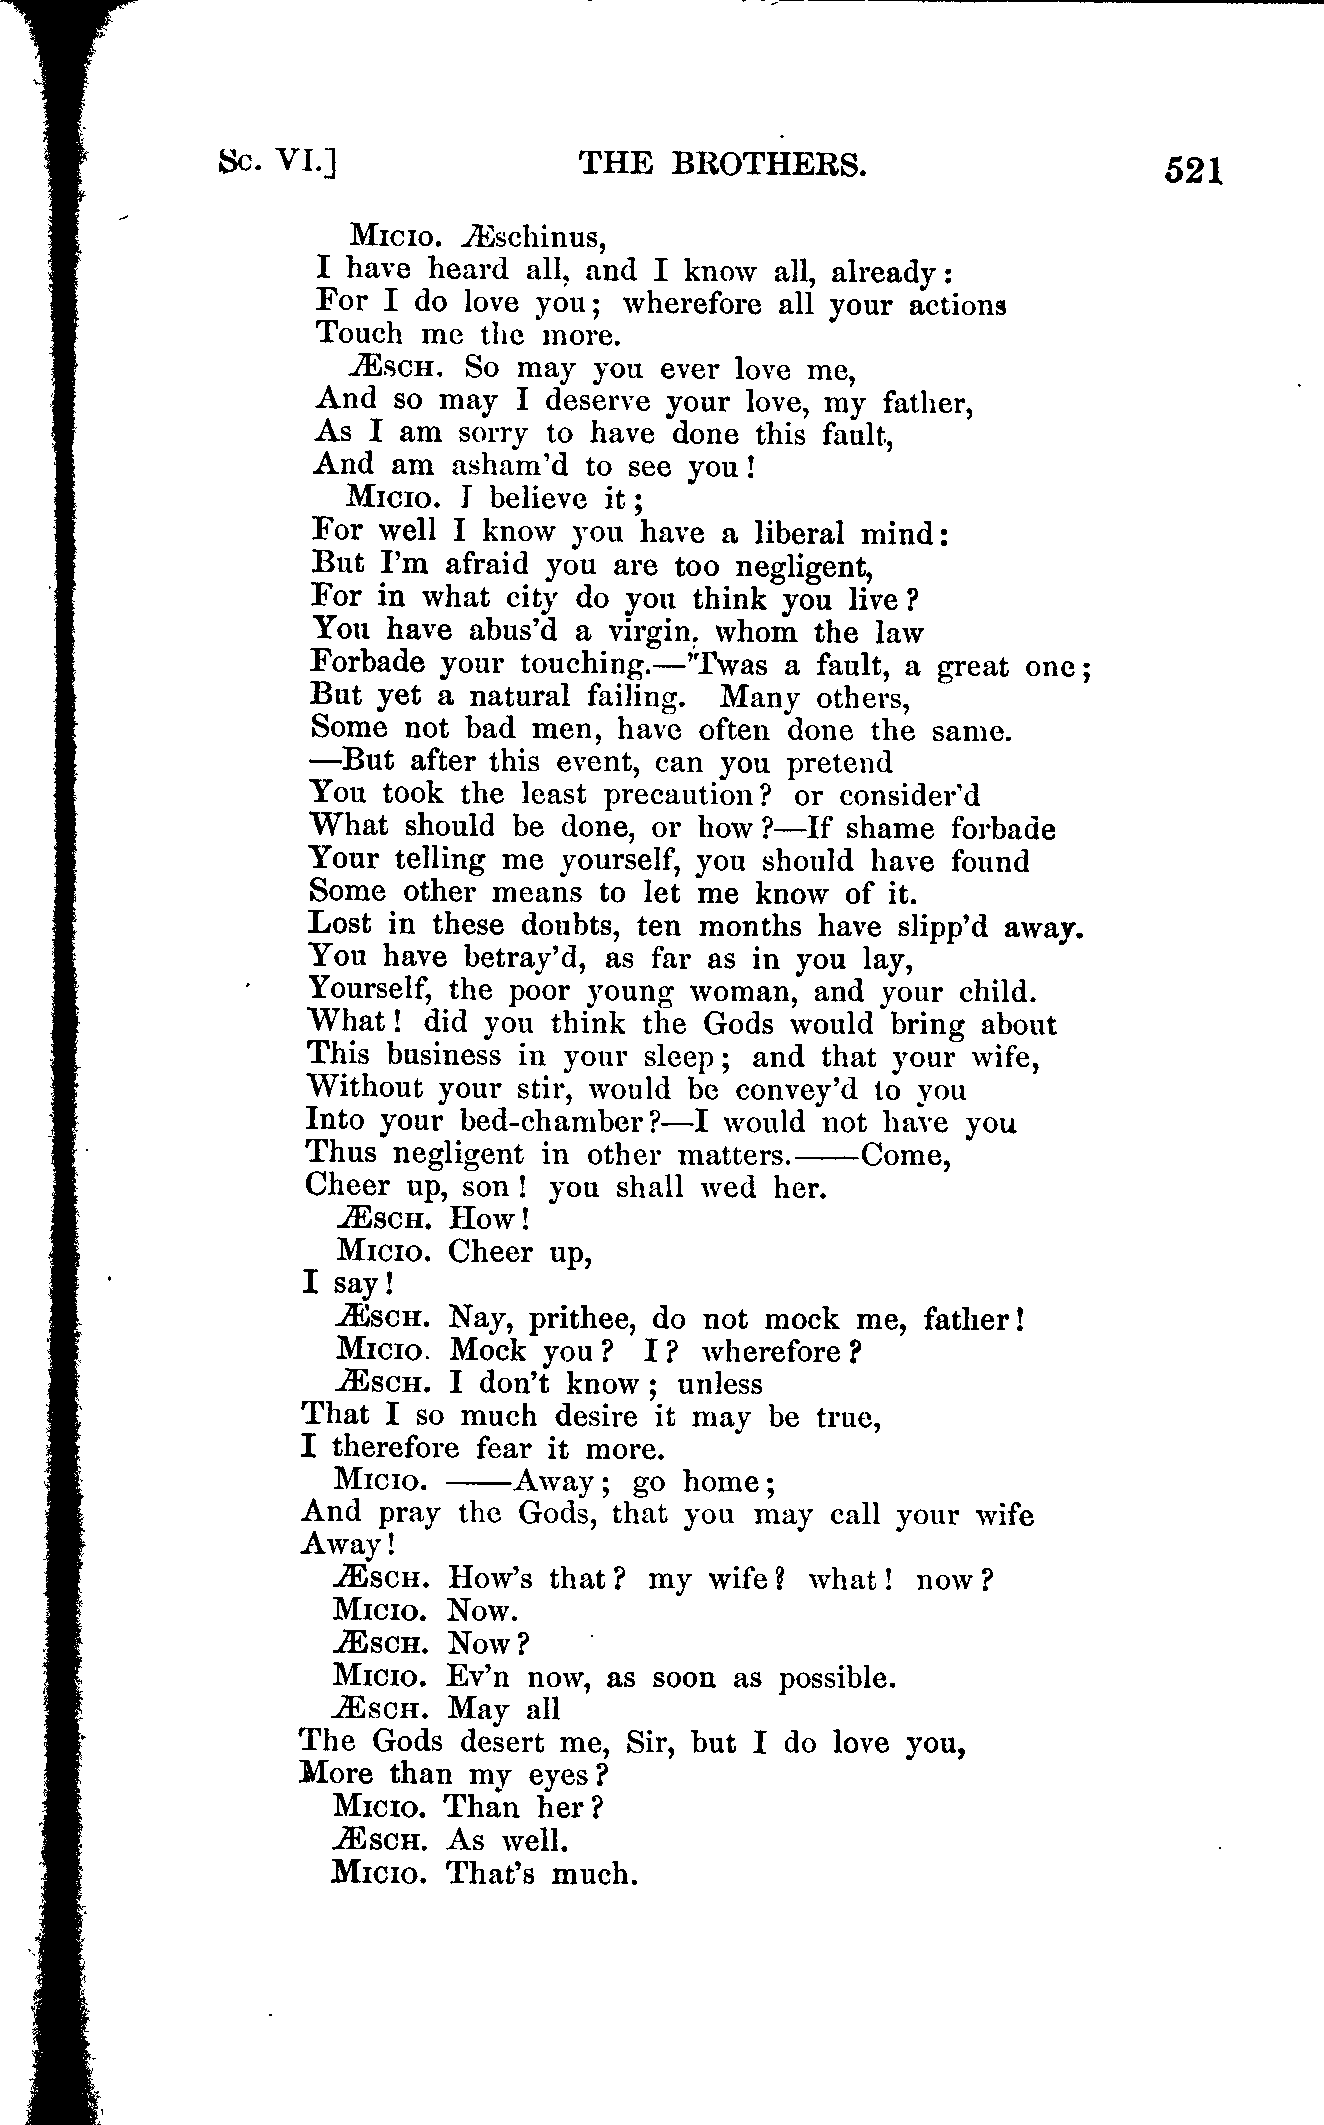 Sc. VI.] THE BROTHERS. 521
Micio. Æschinus,
I have heard all, and I know all, already:
For I do love you; wherefore all your actions
Touch me the more.
Æsch. So may you ever love me,
And so may I deserve your love, my father,
As I am sorry to have done this fault,
And am asham'd to see you!
Micio. I believe it;
For well I know you have a liberal mind:
But I'm afraid you are too negligent,
For in what city do you think you live?
You have abus'd a virgin, whom the law
Forbade your touching.—'Twas a fault, a great one;
But yet a natural failing. Many others,
Some not bad men, have often done the same.
—But after this event, can you pretend
You took the least precaution? or consider'd
What should be done, or how?—If shame forbade
Your telling me yourself, you should have found
Some other means to let me know of it.
Lost in these doubts, ten months have slipp'd away.
You have betray'd, as far as in you lay,
Yourself, the poor young woman, and your child.
What! did you think the Gods would bring about
This business in your sleep; and that your wife,
Without your stir, would be convey'd to you
Into your bed-chamber?—I would not have you
Thus negligent in other matters.——Come,
Cheer up, son! you shall wed her.
Æsch. How!
Micio. Cheer up,
I say!
Æsch. Nay, prithee, do not mock me, father!
Micio. Mock you? I? wherefore?
Æsch. I don't know; unless
That I so much desire it may be true,
I therefore fear it more.
Micio. ——Away; go home;
And pray the Gods, that you may call your wife
Away!
Æsch. How's that? my wife? what! now?
Micio. Now.
Æsch. Now?
Micio. Ev'n now, as soon as possible.
Æsch. May all
The Gods desert me, Sir, but I do love you,
More than my eyes?
Micio. Than her?
Æsch. As well.
Micio. That's much.